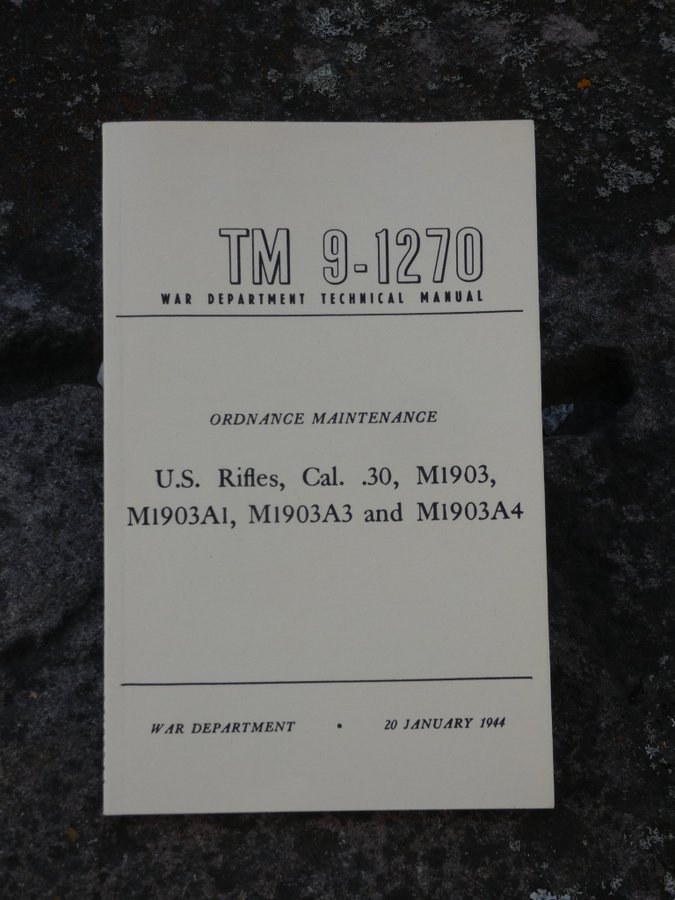 TM 9-1270
WAR DEPARTMENT TECHNICAL MANUAL
ORDNANCE MAINTENANCE
U.S. Rifles, Cal. .30, M1903,
M1903A1, M1903A3 and M1903A4
WAR DEPARTMENT • 20 JANUARY 1944